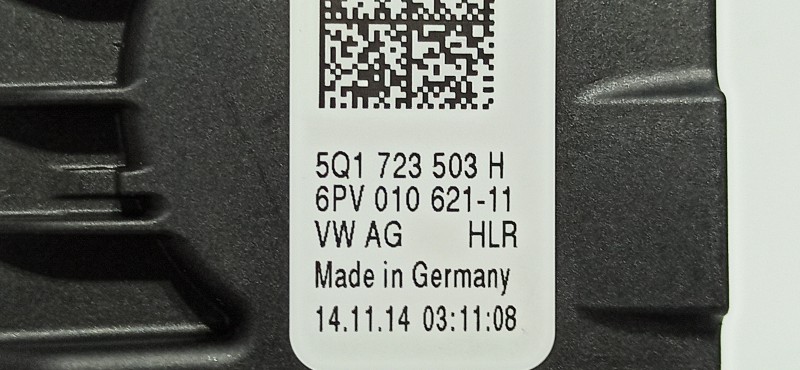 5Q1 723 503 H
6PV 010 621-11
VW AG HLR
Made in Germany
14.11.14 03:11:08